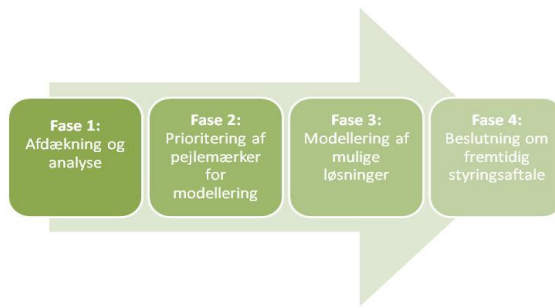 Fase 1:
Afdækning og
analyse
Fase 2:
Prioritering af
pejlemærker
for
modellering
Fase 3:
Modellering af
mulige
løsninger
Fase 4:
Beslutning om
fremtidig
styringsaftale